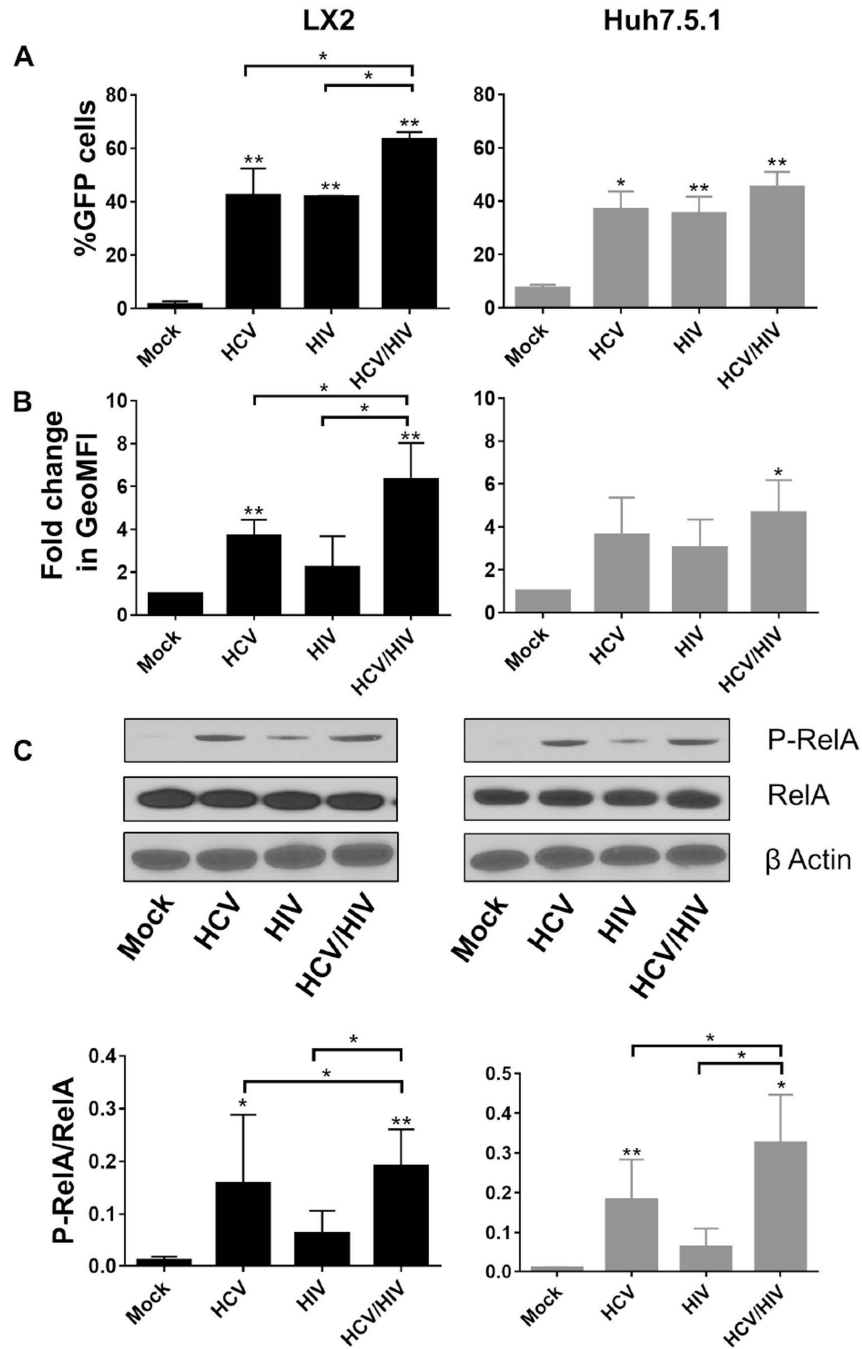 LX2 Huh7.5.1
A
* *
%GFP cells
80 60 40 20 0
** ** **
Mock HCV HIV HCV/HIV
80 60 40 20 0
* ** **
Mock HCV HIV HCV/HIV
B
* *
Fold change
in GeoMFI
10 8 6 4 2 0
** **
Mock HCV HIV HCV/HIV
10 8 6 4 2 0
*
Mock HCV HIV HCV/HIV
C
P-RelA
RelA
β Actin
Mock HCV HIV HCV/HIV
Mock HCV HIV HCV/HIV
P-RelA/RelA
* *
0.4 0.3 0.2 0.1 0.0
* **
Mock HCV HIV HCV/HIV
* *
0.5 0.4 0.3 0.2 0.1 0.0
** *
Mock HCV HIV HCV/HIV